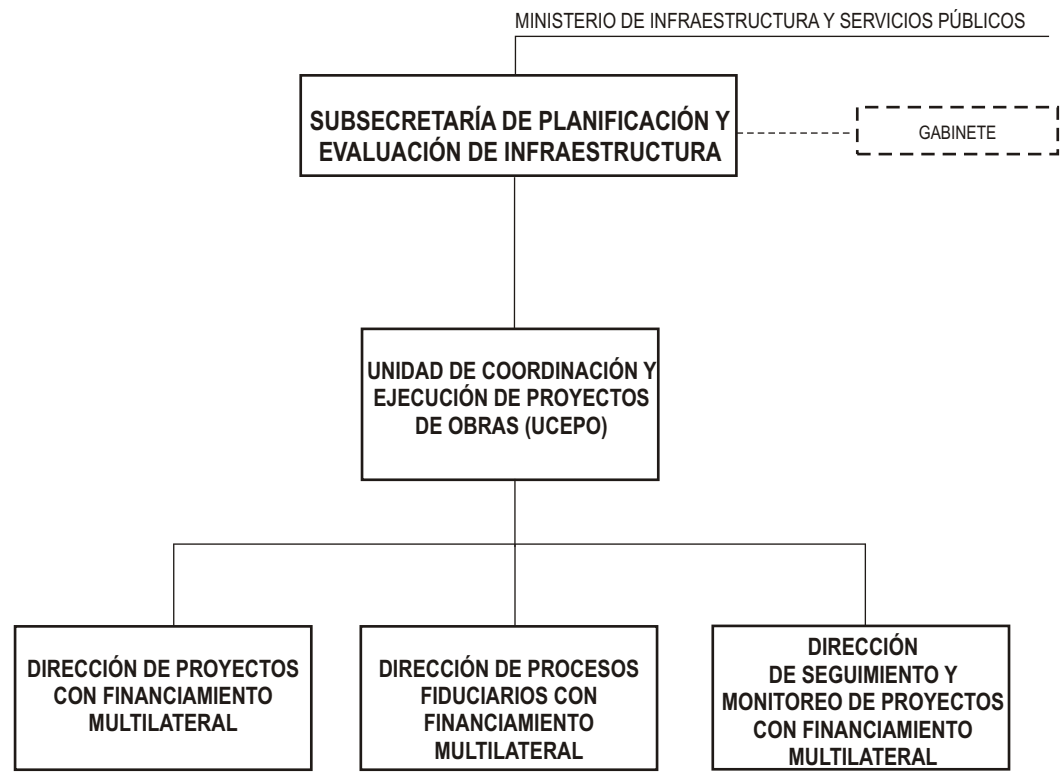 MINISTERIO DE INFRAESTRUCTURA Y SERVICIOS PÚBLICOS
SUBSECRETARÍA DE PLANIFICACIÓN Y
EVALUACIÓN DE INFRAESTRUCTURA
GABINETE
UNIDAD DE COORDINACIÓN Y
EJECUCIÓN DE PROYECTOS
DE OBRAS (UCEPO)
DIRECCIÓN DE PROYECTOS
CON FINANCIAMIENTO
MULTILATERAL
DIRECCIÓN DE PROCESOS
FIDUCIARIOS CON
FINANCIAMIENTO
MULTILATERAL
DIRECCIÓN
DE SEGUIMIENTO Y
MONITOREO DE PROYECTOS
CON FINANCIAMIENTO
MULTILATERAL